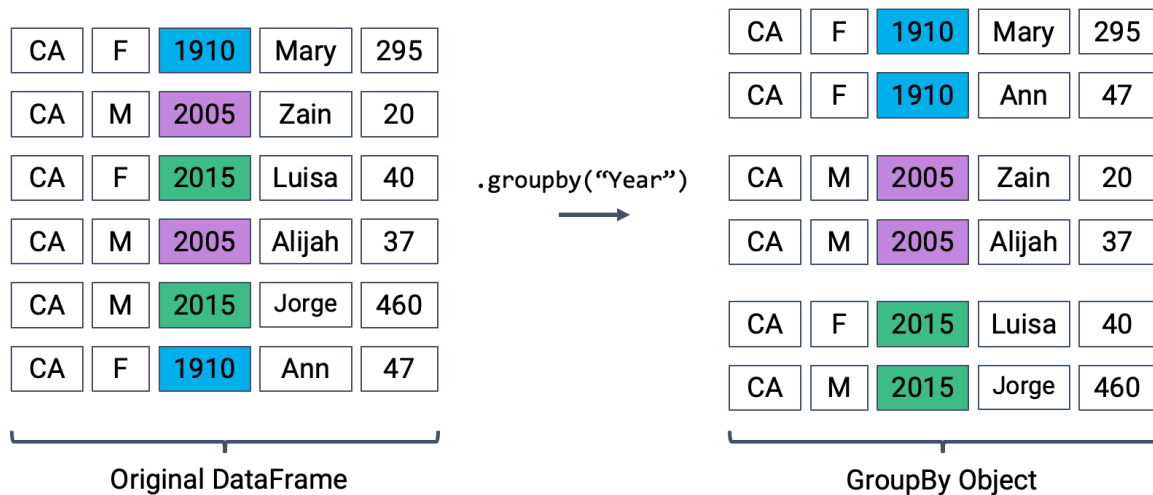 CA F 1910 Mary 295
CA M 2005 Zain 20
CA F 2015 Luisa 40
CA M 2005 Alijah 37
CA M 2015 Jorge 460
CA F 1910 Ann 47
Original DataFrame
.groupby(“Year”)
CA F 1910 Mary 295
CA F 1910 Ann 47
CA M 2005 Zain 20
CA M 2005 Alijah 37
CA F 2015 Luisa 40
CA M 2015 Jorge 460
GroupBy Object